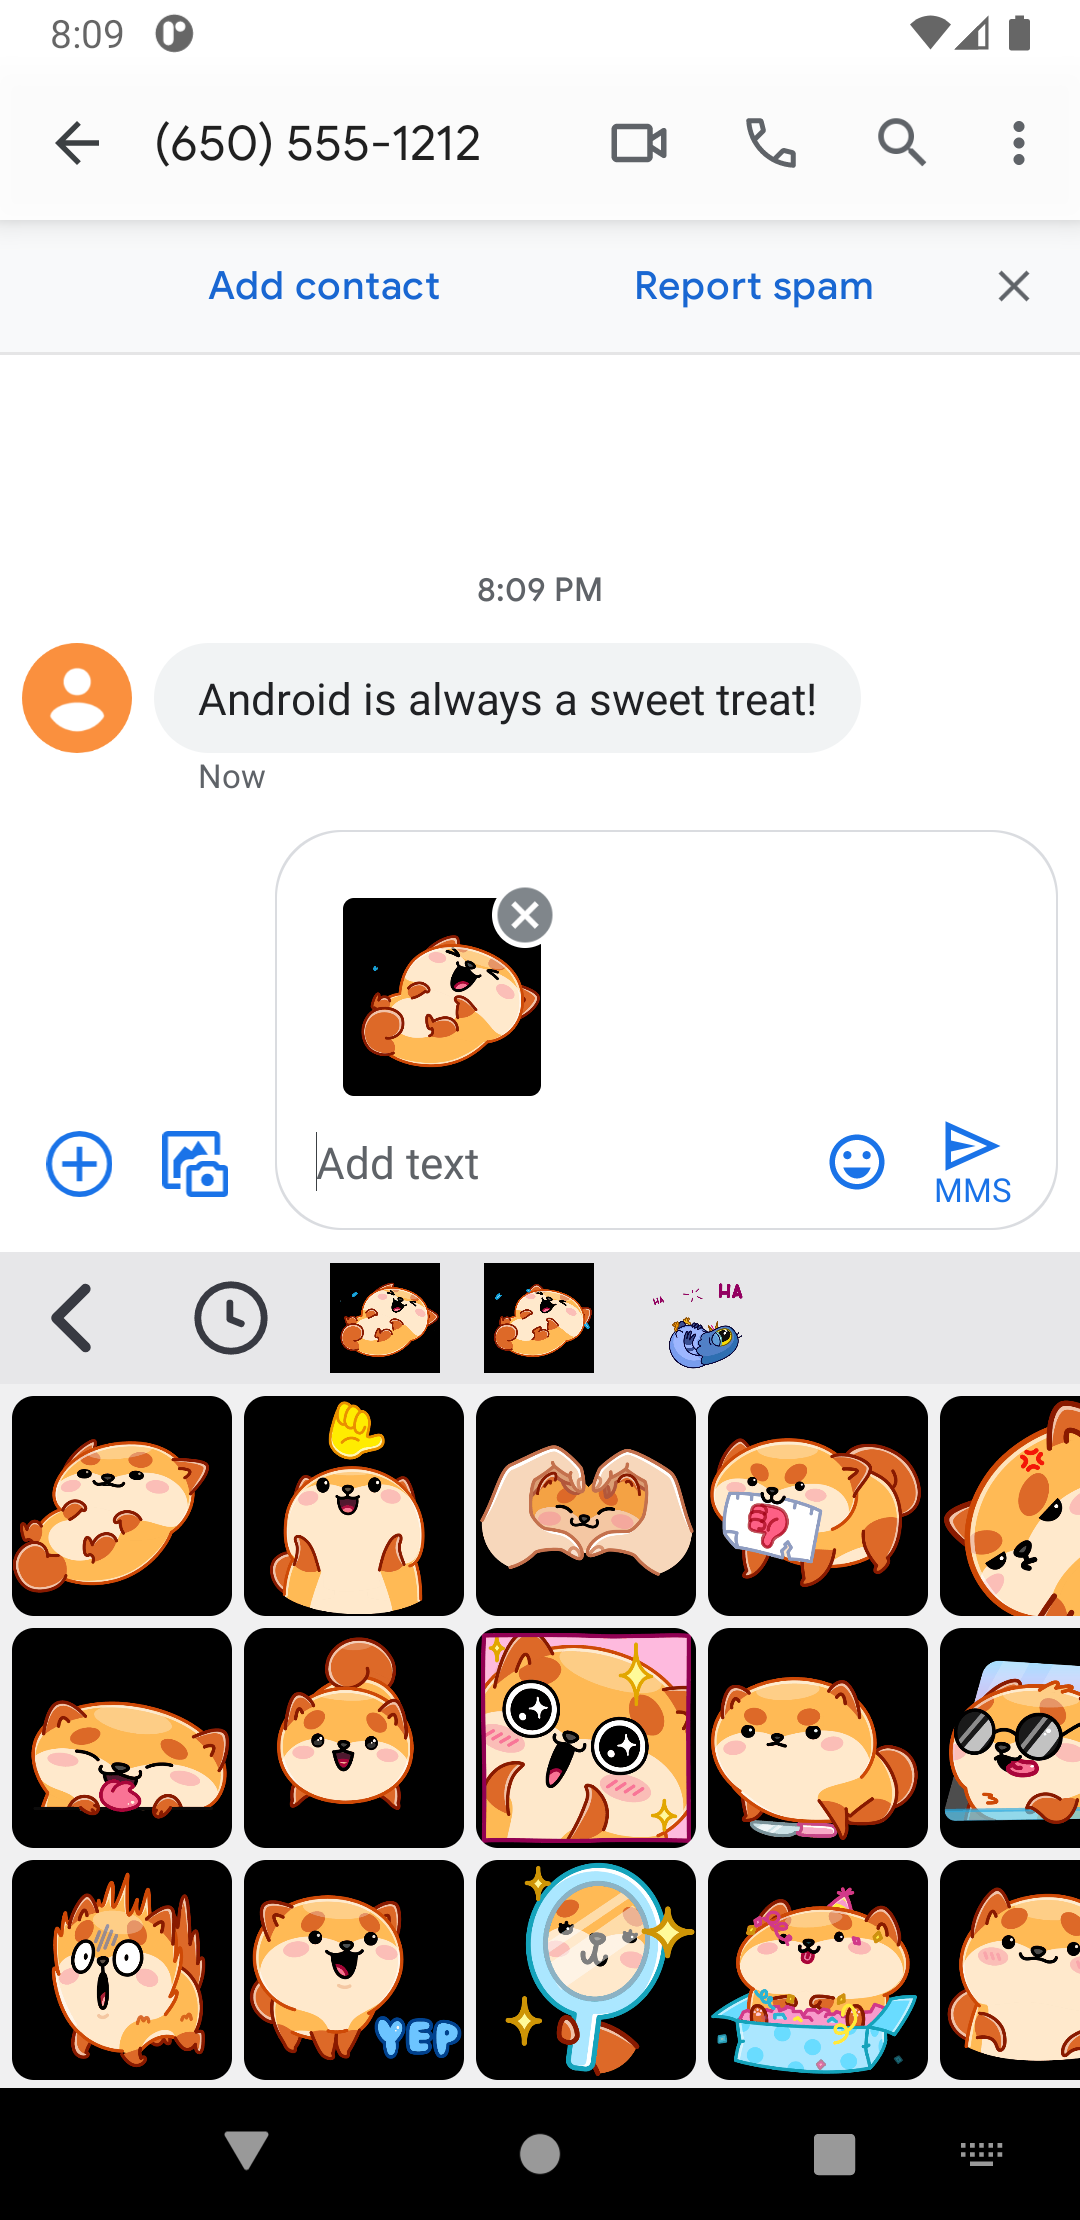 8:09
(650) 555-1212
Add contact
Report spam
8:09 PM
Android is always a sweet treat!
Now
Add text
MMS
HA
HA
YEP